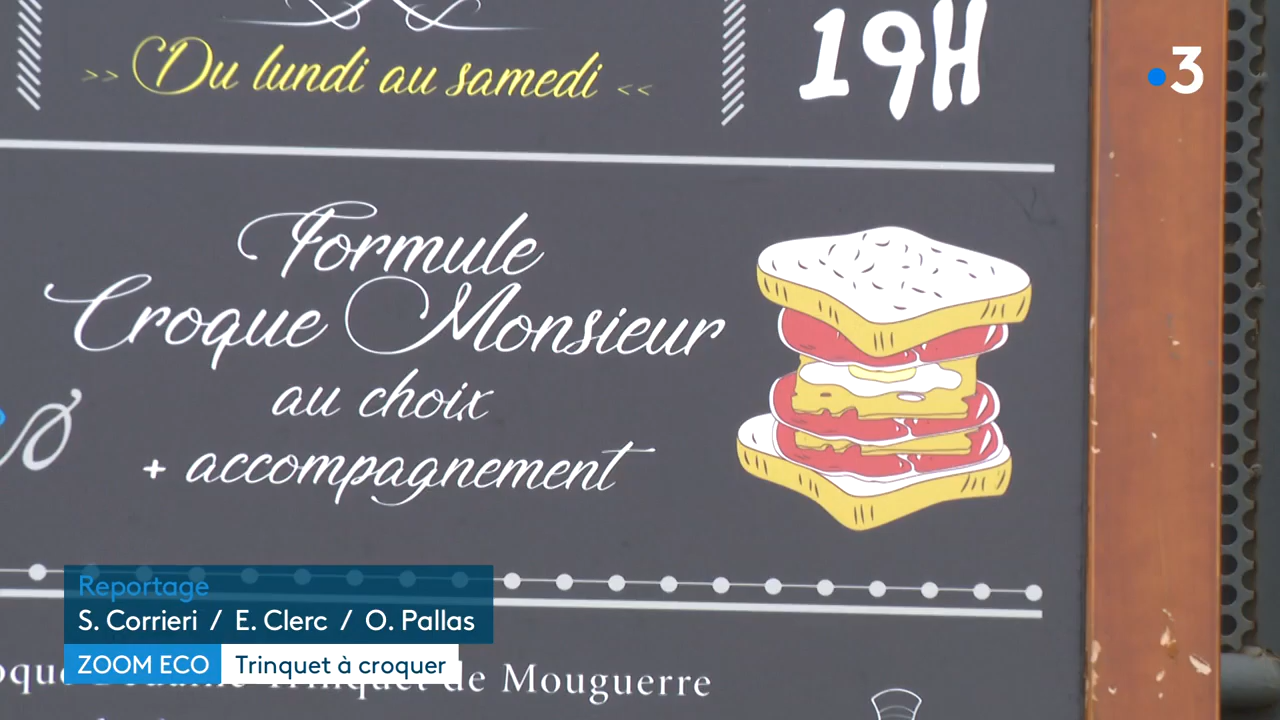 >> Du lundi au samedi <<
19H
3
Formule
Croque Monsieur
au choix
+ accompagnement
Reportage
S. Corrieri / E. Clerc / O. Pallas
ZOOM ECO Trinquet à croquer
de Mouguerre